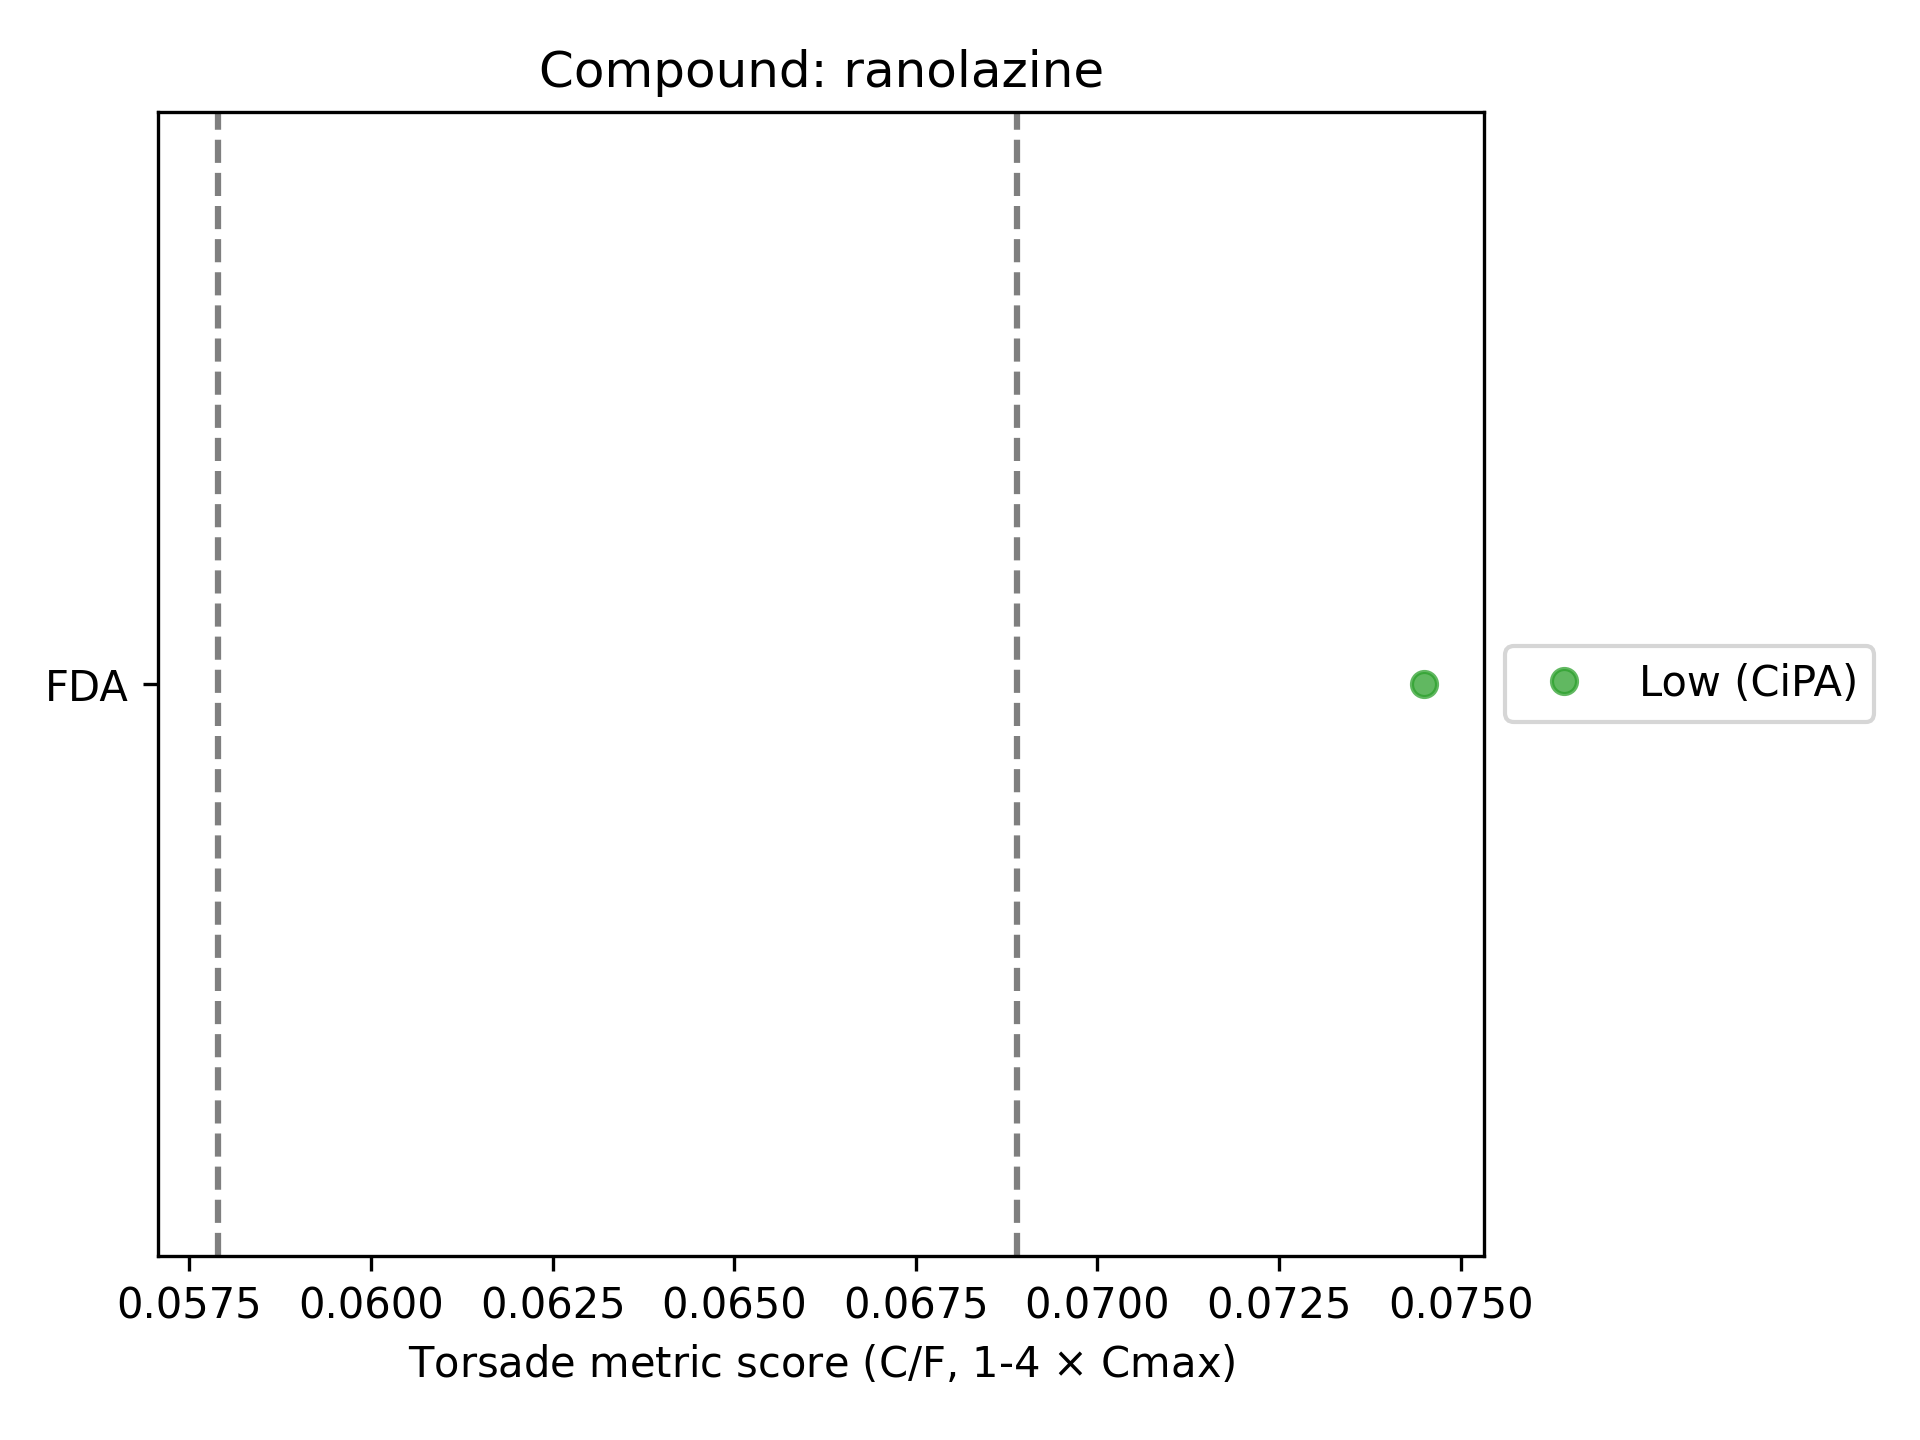 Compound: ranolazine
FDA
Low (CiPA)
0.0575 0.0600 0.0625 0.0650 0.0675 0.0700 0.0725 0.0750
Torsade metric score (C/F, 1-4 × Cmax)